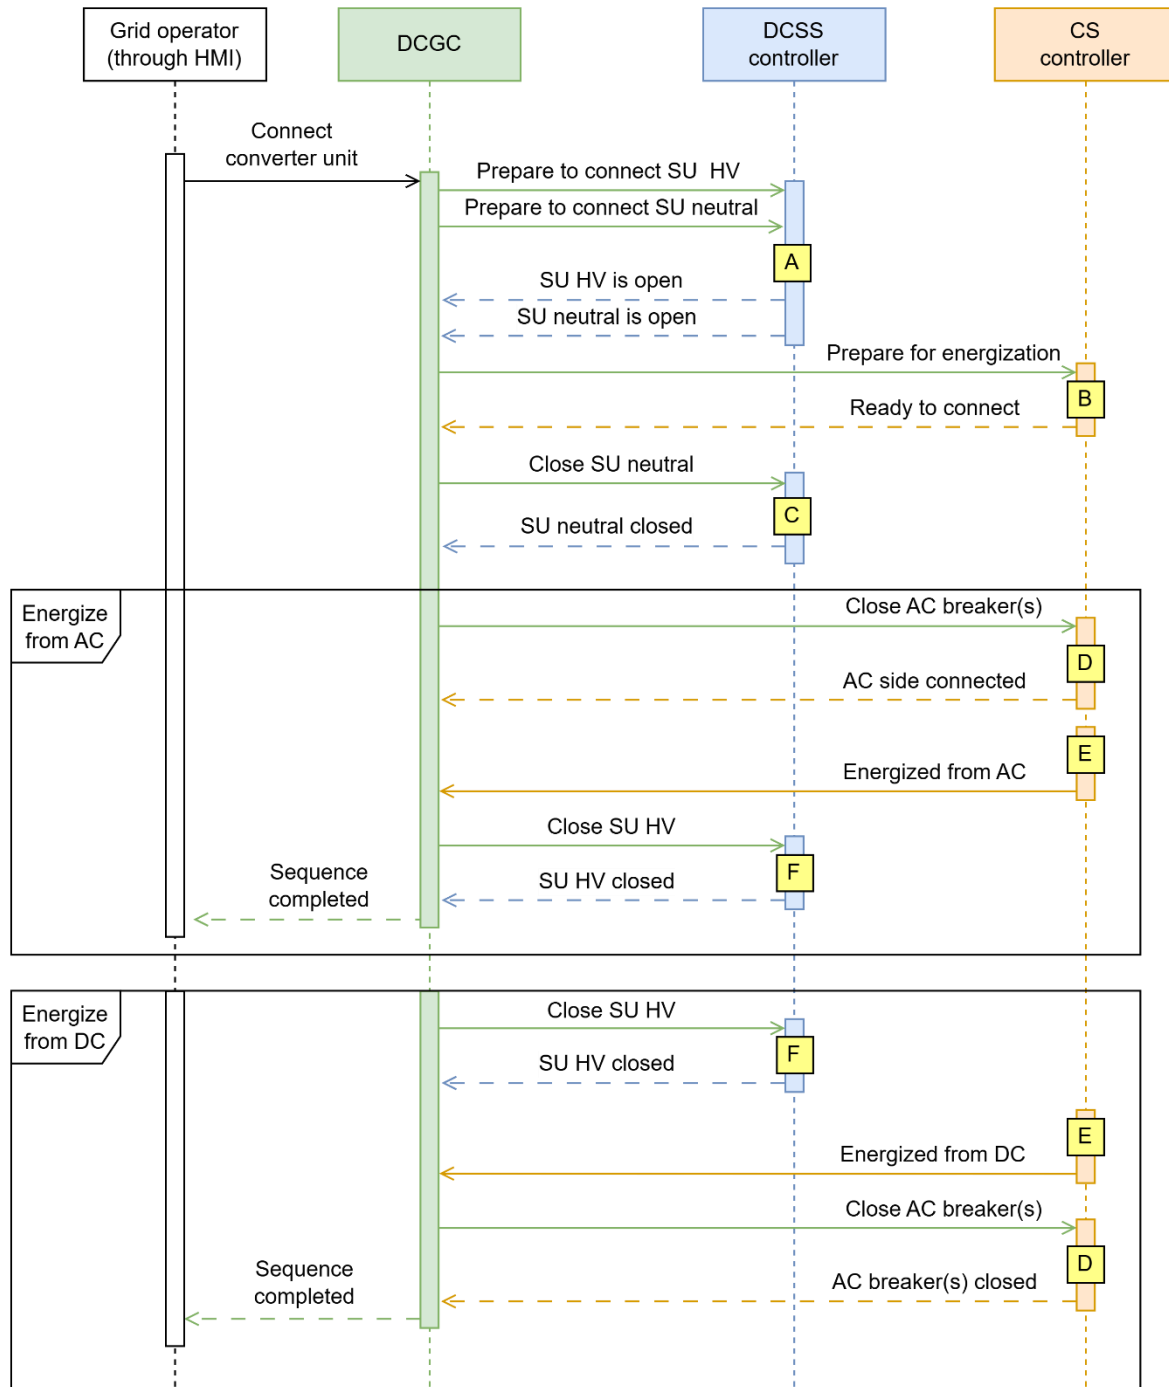 Grid operator
(through HMI)
DCGC
DCSS
controller
CS
controller
Connect
converter unit
Prepare to connect SU  HV
Prepare to connect SU neutral
A
SU HV is open
SU neutral is open
Prepare for energization
B
Ready to connect
Close SU neutral
C
SU neutral closed
Energize
from AC
Close AC breaker(s)
D
AC side connected
E
Energized from AC
Close SU HV
F
SU HV closed
Sequence
completed
Energize
from DC
Close SU HV
F
SU HV closed
E
Energized from DC
Close AC breaker(s)
D
AC breaker(s) closed
Sequence
completed